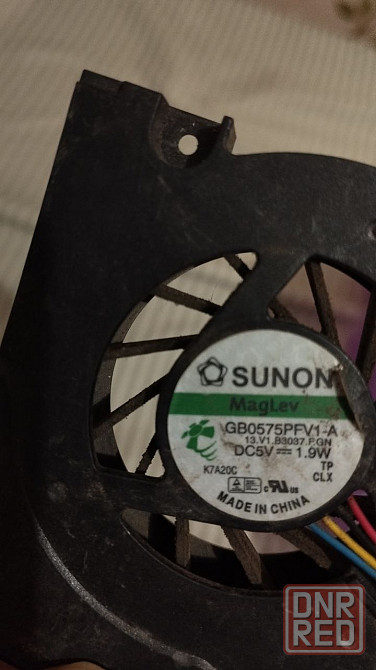 SUNON
MagLev
GB0575PFV1-A
13.V1.B3037.F.GN
DC5V 1.9W
K7A20C
TP
CLX
MADE IN CHINA
DNR
RED